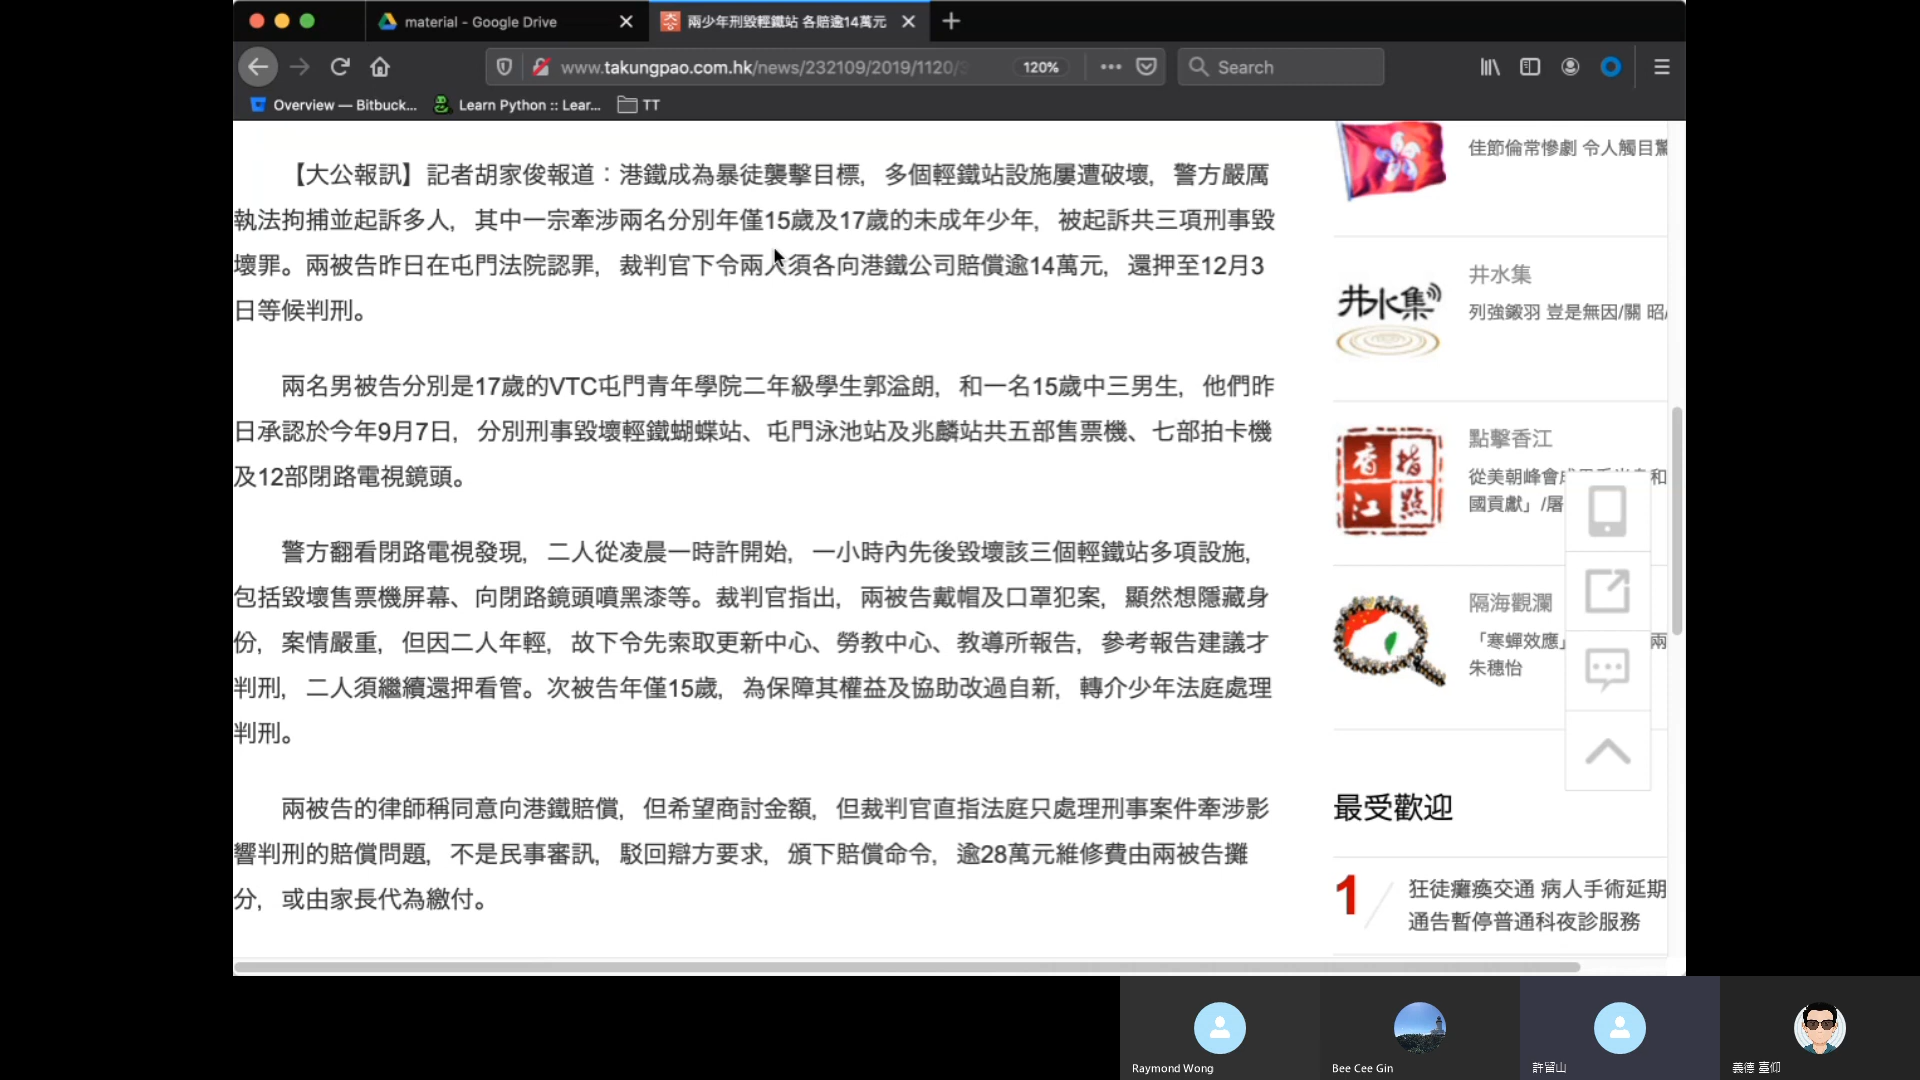 material - Google Drive
兩少年刑毀輕鐵站 各賠逾14萬元
www.takungpao.com.hk/news/232109/2019/1120/
120%
Search
Overview — Bitbuck...
Learn Python :: Lear...
TT
【大公報訊】記者胡家俊報道：港鐵成為暴徒襲擊目標，多個輕鐵站設施屢遭破壞，警方嚴厲
執法拘捕並起訴多人，其中一宗牽涉兩名分別年僅15歲及17歲的未成年少年，被起訴共三項刑事毀
壞罪。兩被告昨日在屯門法院認罪，裁判官下令兩人須各向港鐵公司賠償逾14萬元，還押至12月3
日等候判刑。
兩名男被告分別是17歲的VTC屯門青年學院二年級學生郭溢朗，和一名15歲中三男生，他們昨
日承認於今年9月7日，分別刑事毀壞輕鐵蝴蝶站、屯門泳池站及兆麟站共五部售票機、七部拍卡機
及12部閉路電視鏡頭。
警方翻看閉路電視發現，二人從凌晨一時許開始，一小時內先後毀壞該三個輕鐵站多項設施，
包括毀壞售票機屏幕、向閉路鏡頭噴黑漆等。裁判官指出，兩被告戴帽及口罩犯案，顯然想隱藏身
份，案情嚴重，但因二人年輕，故下令先索取更新中心、勞教中心、教導所報告，參考報告建議才
判刑，二人須繼續還押看管。次被告年僅15歲，為保障其權益及協助改過自新，轉介少年法庭處理
判刑。
兩被告的律師稱同意向港鐵賠償，但希望商討金額，但裁判官直指法庭只處理刑事案件牽涉影
響判刑的賠償問題，不是民事審訊，駁回辯方要求，頒下賠償命令，逾28萬元維修費由兩被告攤
分，或由家長代為繳付。
佳節倫常慘劇 令人觸目驚
井水集
井水集
列強鎩羽 豈是無因/關 昭
香指
江點
點擊香江
從美朝峰會
和
國貢獻」/屠
隔海觀瀾
「寒蟬效應」
兩
朱穗怡
最受歡迎
1
狂徒癱瘓交通 病人手術延期
通告暫停普通科夜診服務
Raymond Wong
Bee Cee Gin
許留山
義德 臺仰